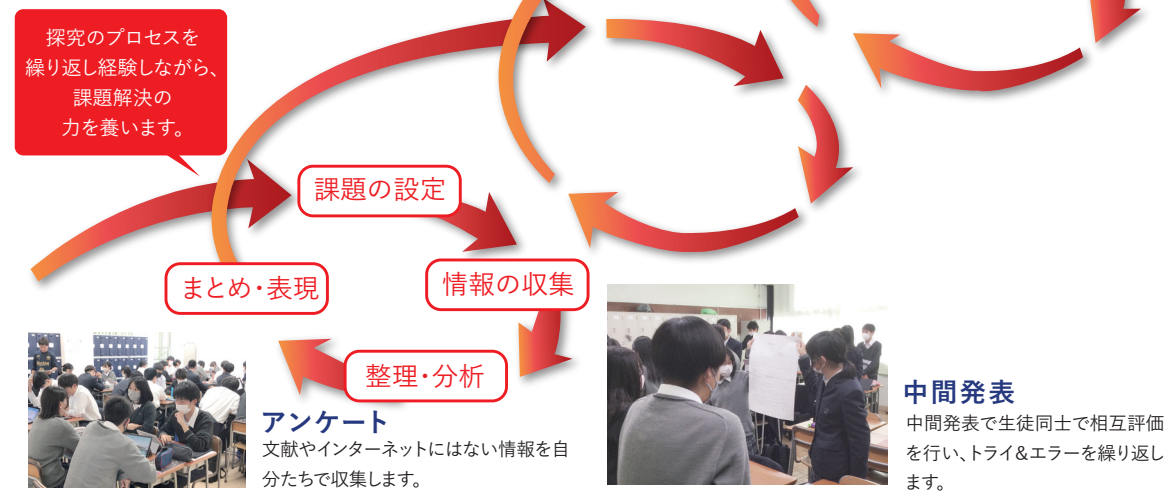 探究のプロセスを
繰り返し経験しながら、
課題解決の
力を養います。
課題の設定
まとめ・表現
情報の収集
整理・分析
アンケート
文献やインターネットにはない情報を自
分たちで収集します。
中間発表
中間発表で生徒同士で相互評価
を行い、トライ&エラーを繰り返し
ます。